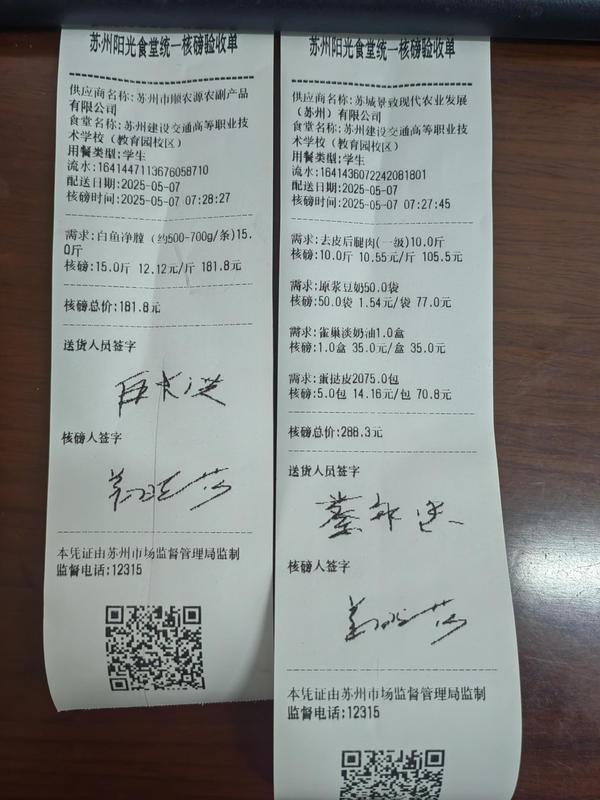 苏州阳光食堂统一核磅验收单
供应商名称:苏州市顺农源农副产品
有限公司
食堂名称:苏州建设交通高等职业技
术学校(教育园校区)
用餐类型:学生
流水:1641447113676058710
配送日期:2025-05-07
核磅时间:2025-05-07 07:28:27
需求:白鱼净膛(约500-700g/条)15.
0斤
核磅:15.0斤 12.12元/斤 181.8元
核磅总价:181.8元
送货人员签字
核磅人签字
本凭证由苏州市场监督管理局监制
监督电话:12315
苏州阳光食堂统一核磅验收单
供应商名称:苏城景致现代农业发展
(苏州)有限公司
食堂名称:苏州建设交通高等职业技
术学校(教育园校区)
用餐类型:学生
流水:1641436072242081801
配送日期:2025-05-07
核磅时间:2025-05-07 07:27:45
需求:去皮后腿肉(一级)10.0斤
核磅:10.0斤 10.55元/斤 105.5元
需求:原浆豆奶50.0袋
核磅:50.0袋 1.54元/袋 77.0元
需求:雀巢淡奶油1.0盒
核磅:1.0盒 35.0元/盒 35.0元
需求:蛋挞皮2075.0包
核磅:5.0包 14.16元/包 70.8元
核磅总价:288.3元
送货人员签字
核磅人签字
本凭证由苏州市场监督管理局监制
监督电话:12315